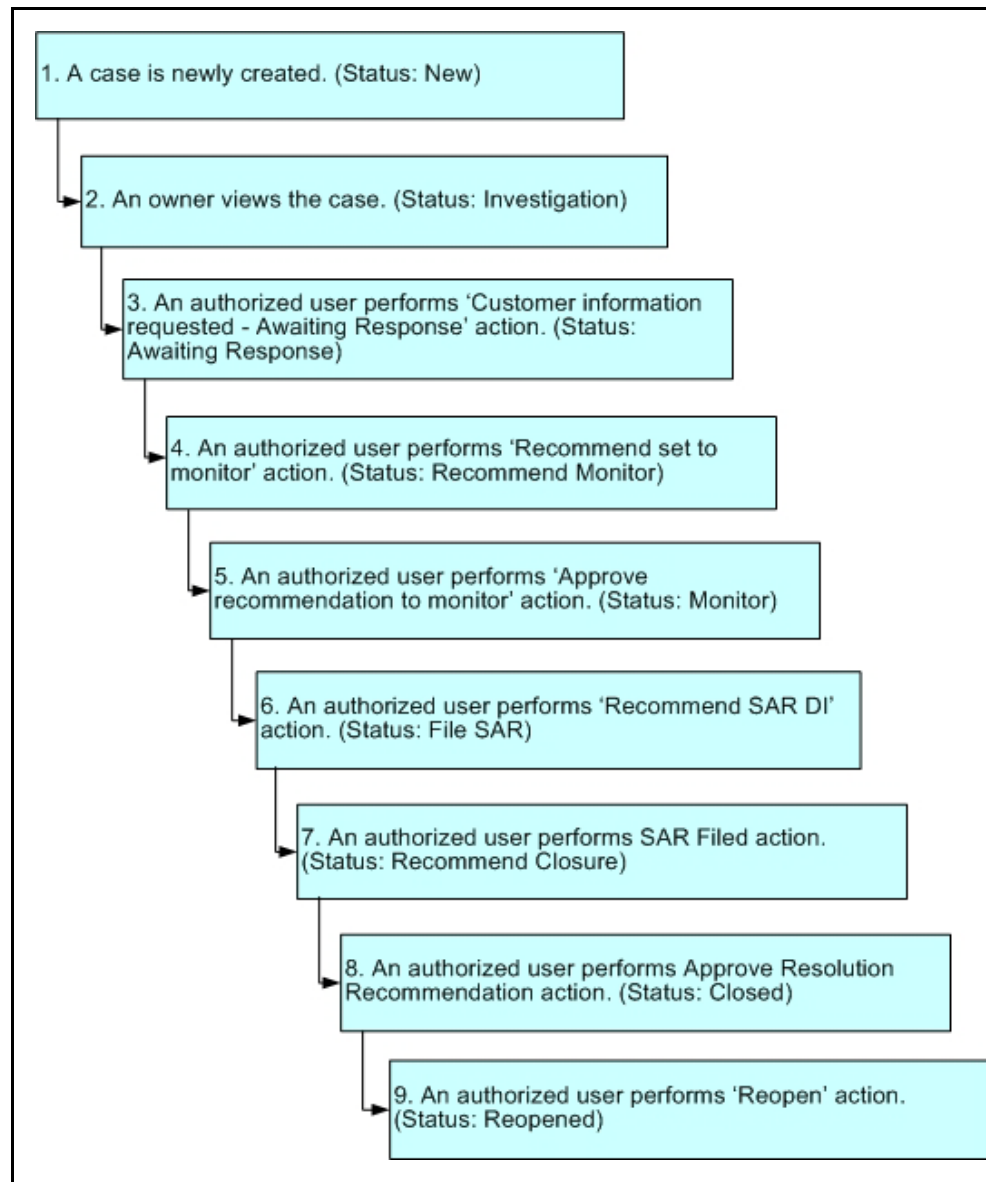 1. A case is newly created. (Status: New)
2. An owner views the case. (Status: Investigation)
3. An authorized user performs ‘Customer information
requested - Awaiting Response’ action. (Status:
Awaiting Response)
4. An authorized user performs ‘Recommend set to
monitor’ action. (Status: Recommend Monitor)
5. An authorized user performs ‘Approve
recommendation to monitor’ action. (Status: Monitor)
6. An authorized user performs ‘Recommend SAR DI’
action. (Status: File SAR)
7. An authorized user performs SAR Filed action.
(Status: Recommend Closure)
8. An authorized user performs Approve Resolution
Recommendation action. (Status: Closed)
9. An authorized user performs ‘Reopen’ action.
(Status: Reopened)